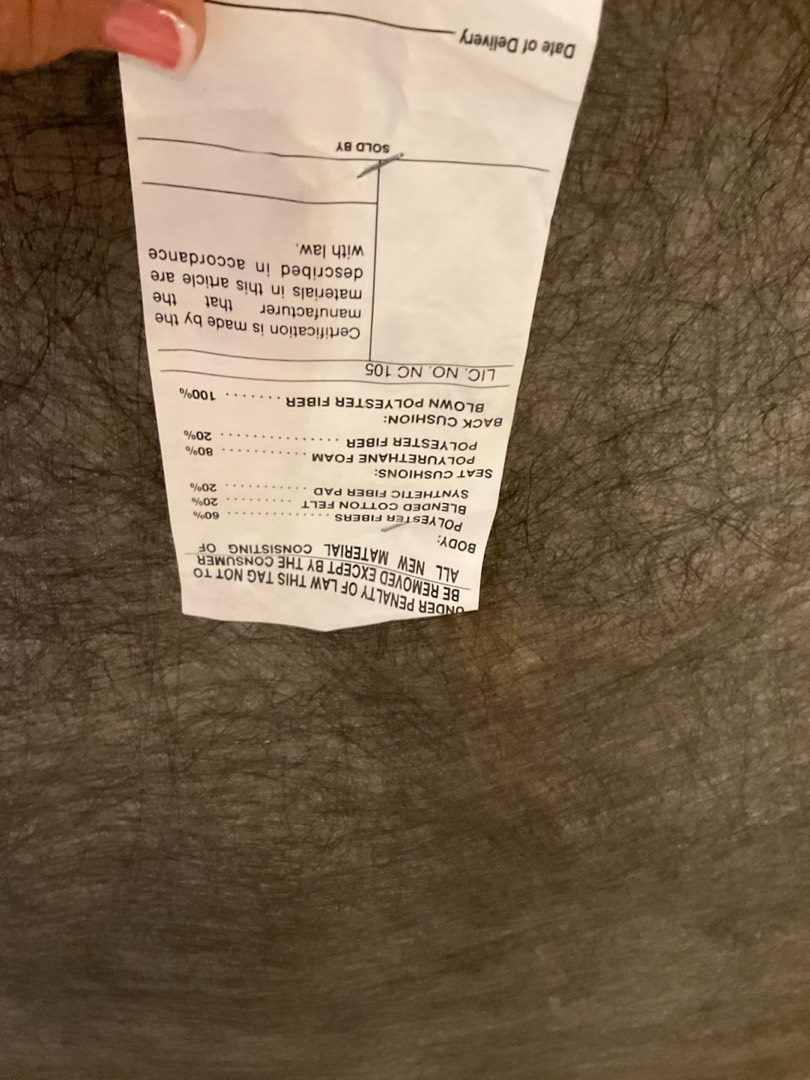 UNDER PENALTY OF LAW THIS TAG NOT TO
BE REMOVED EXCEPT BY THE CONSUMER
ALL NEW MATERIAL CONSISTING OF
BODY:
POLYESTER FIBERS .............. 60%
BLENDED COTTON FELT ........... 20%
SYNTHETIC FIBER PAD ............ 20%
SEAT CUSHIONS:
POLYURETHANE FOAM ............ 80%
POLYESTER FIBER ................ 20%
BACK CUSHION:
BLOWN POLYESTER FIBER ....... 100%
LIC. NO. NC 105
Certification is made by the
manufacturer that the
materials in this article are
described in accordance
with law.
SOLD BY
Date of Delivery